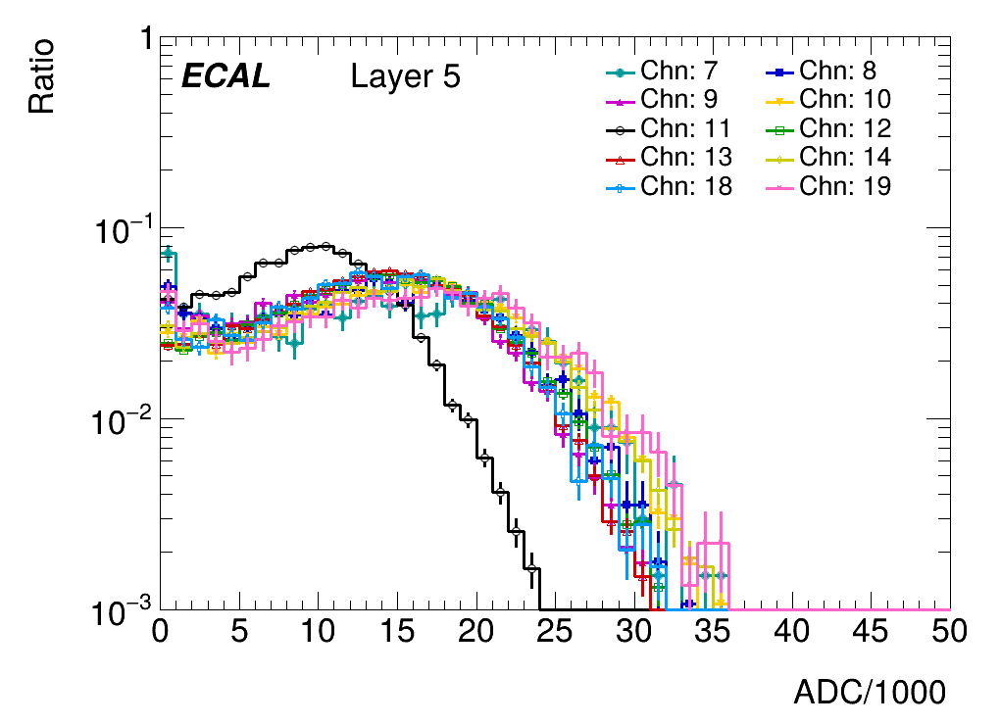 Ratio
ECAL Layer 5
Chn: 7 Chn: 8
Chn: 9 Chn: 10
Chn: 11 Chn: 12
Chn: 13 Chn: 14
Chn: 18 Chn: 19
1
10⁻¹
10⁻²
10⁻³
0 5 10 15 20 25 30 35 40 45 50
ADC/1000